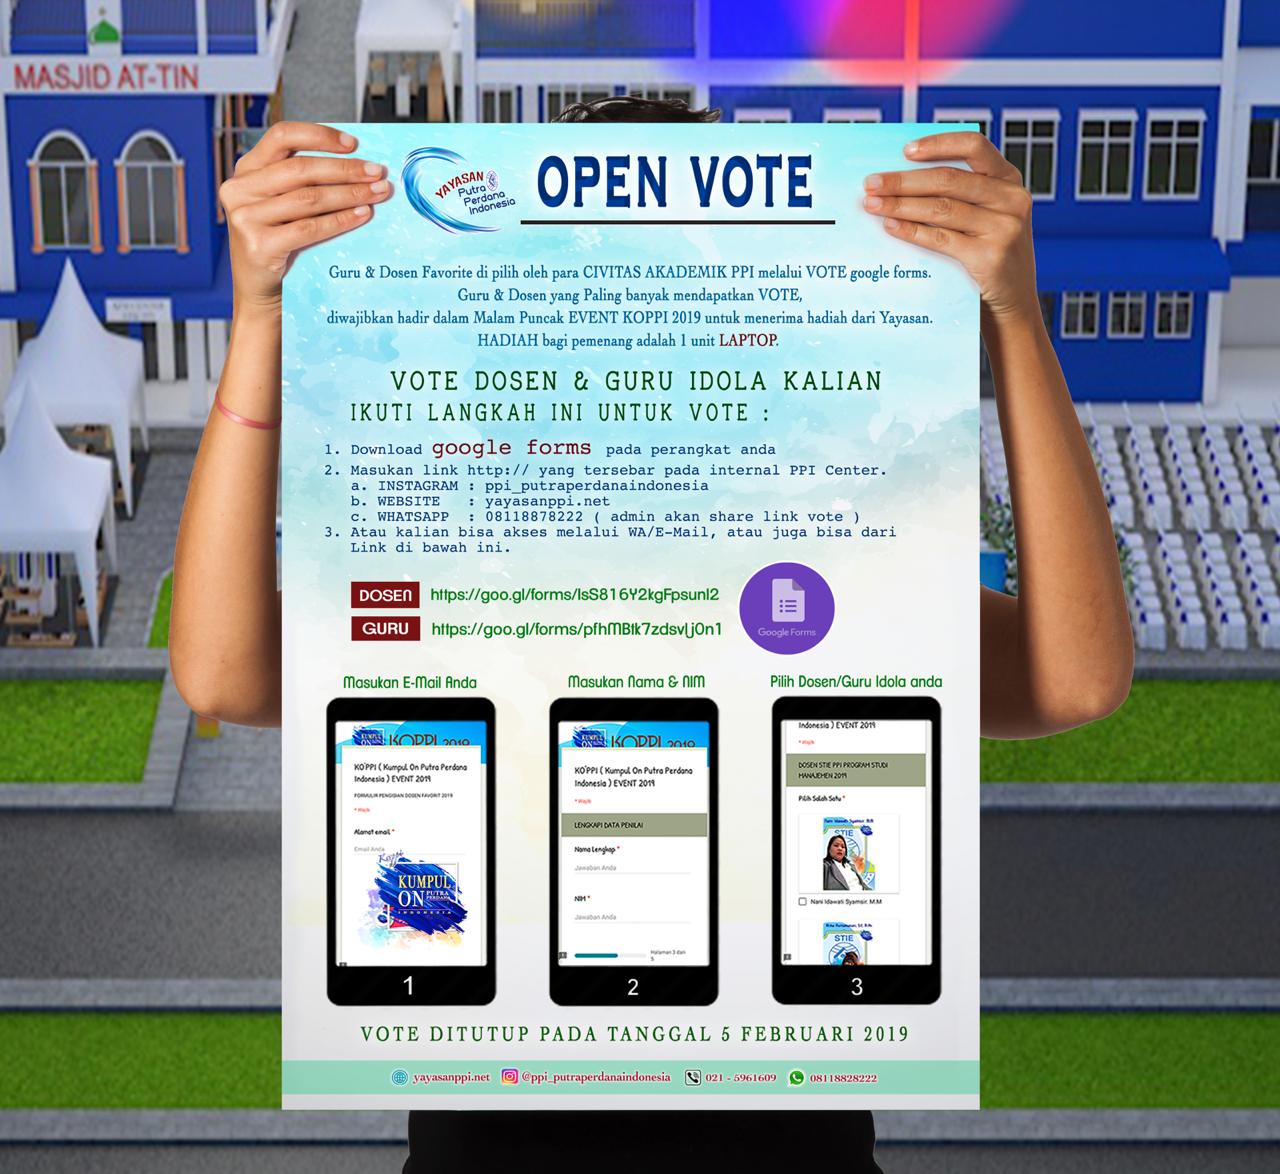 MASJID AT-TIN
YAYASAN
Putra
Perdana
Indonesia
OPEN VOTE
Guru & Dosen Favorite di pilih oleh para CIVITAS AKADEMIK PPI melalui VOTE google forms.
Guru & Dosen yang Paling banyak mendapatkan VOTE,
diwajibkan hadir dalam Malam Puncak EVENT KOPPI 2019 untuk menerima hadiah dari Yayasan.
HADIAH bagi pemenang adalah 1 unit LAPTOP.
VOTE DOSEN & GURU IDOLA KALIAN
IKUTI LANGKAH INI UNTUK VOTE :
1. Download google forms pada perangkat anda
2. Masukan link http:// yang tersebar pada internal PPI Center.
a. INSTAGRAM : ppi_putraperdanaindonesia
b. WEBSITE : yayasanppi.net
c. WHATSAPP : 08118878222 ( admin akan share link vote )
3. Atau kalian bisa akses melalui WA/E-Mail, atau juga bisa dari
Link di bawah ini.
DOSEN https://goo.gl/forms/IsS816Y2kgFpsunl2
GURU https://goo.gl/forms/pfhMBtk7zdsvLj0n1
Google Forms
Masukan E-Mail Anda
KUMPUL
ON
KOPPI 2019
KO'PPI ( Kumpul On Putra Perdana
Indonesia ) EVENT 2019
FORMULIR PENGISIAN DOSEN FAVORIT 2019
* Wajib
Alamat email *
Email Anda
Koppi
KUMPUL
ON PUTRA
PERDANA
INDONESIA
1
Masukan Nama & NIM
KUMPUL
ON
KOPPI 2019
KO'PPI ( Kumpul On Putra Perdana
Indonesia ) EVENT 2019
* Wajib
LENGKAPI DATA PENILAI
Nama Lengkap *
Jawaban Anda
NIM *
Jawaban Anda
Halaman 3 dari
5
2
Pilih Dosen/Guru Idola anda
Indonesia ) EVENT 2019
* Wajib
DOSEN STIE PPI PROGRAM STUDI
MANAJEMEN 2019
Pilih Salah Satu *
STIE
Nani Idawati Syamsir. M.M
STIE
3
VOTE DITUTUP PADA TANGGAL 5 FEBRUARI 2019
yayasanppi.net @ppi_putraperdanaindonesia 021 - 5961609 08118828222